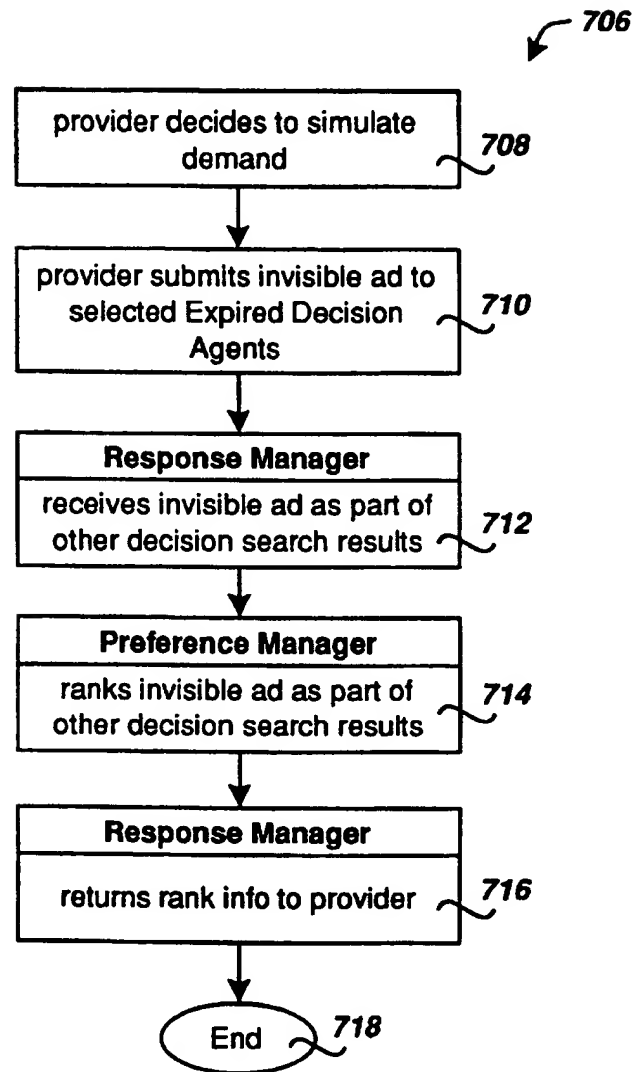 706
provider decides to simulate
demand
708
provider submits invisible ad to
selected Expired Decision
Agents
710
Response Manager
receives invisible ad as part of
other decision search results
712
Preference Manager
ranks invisible ad as part of
other decision search results
714
Response Manager
returns rank info to provider
716
End
718